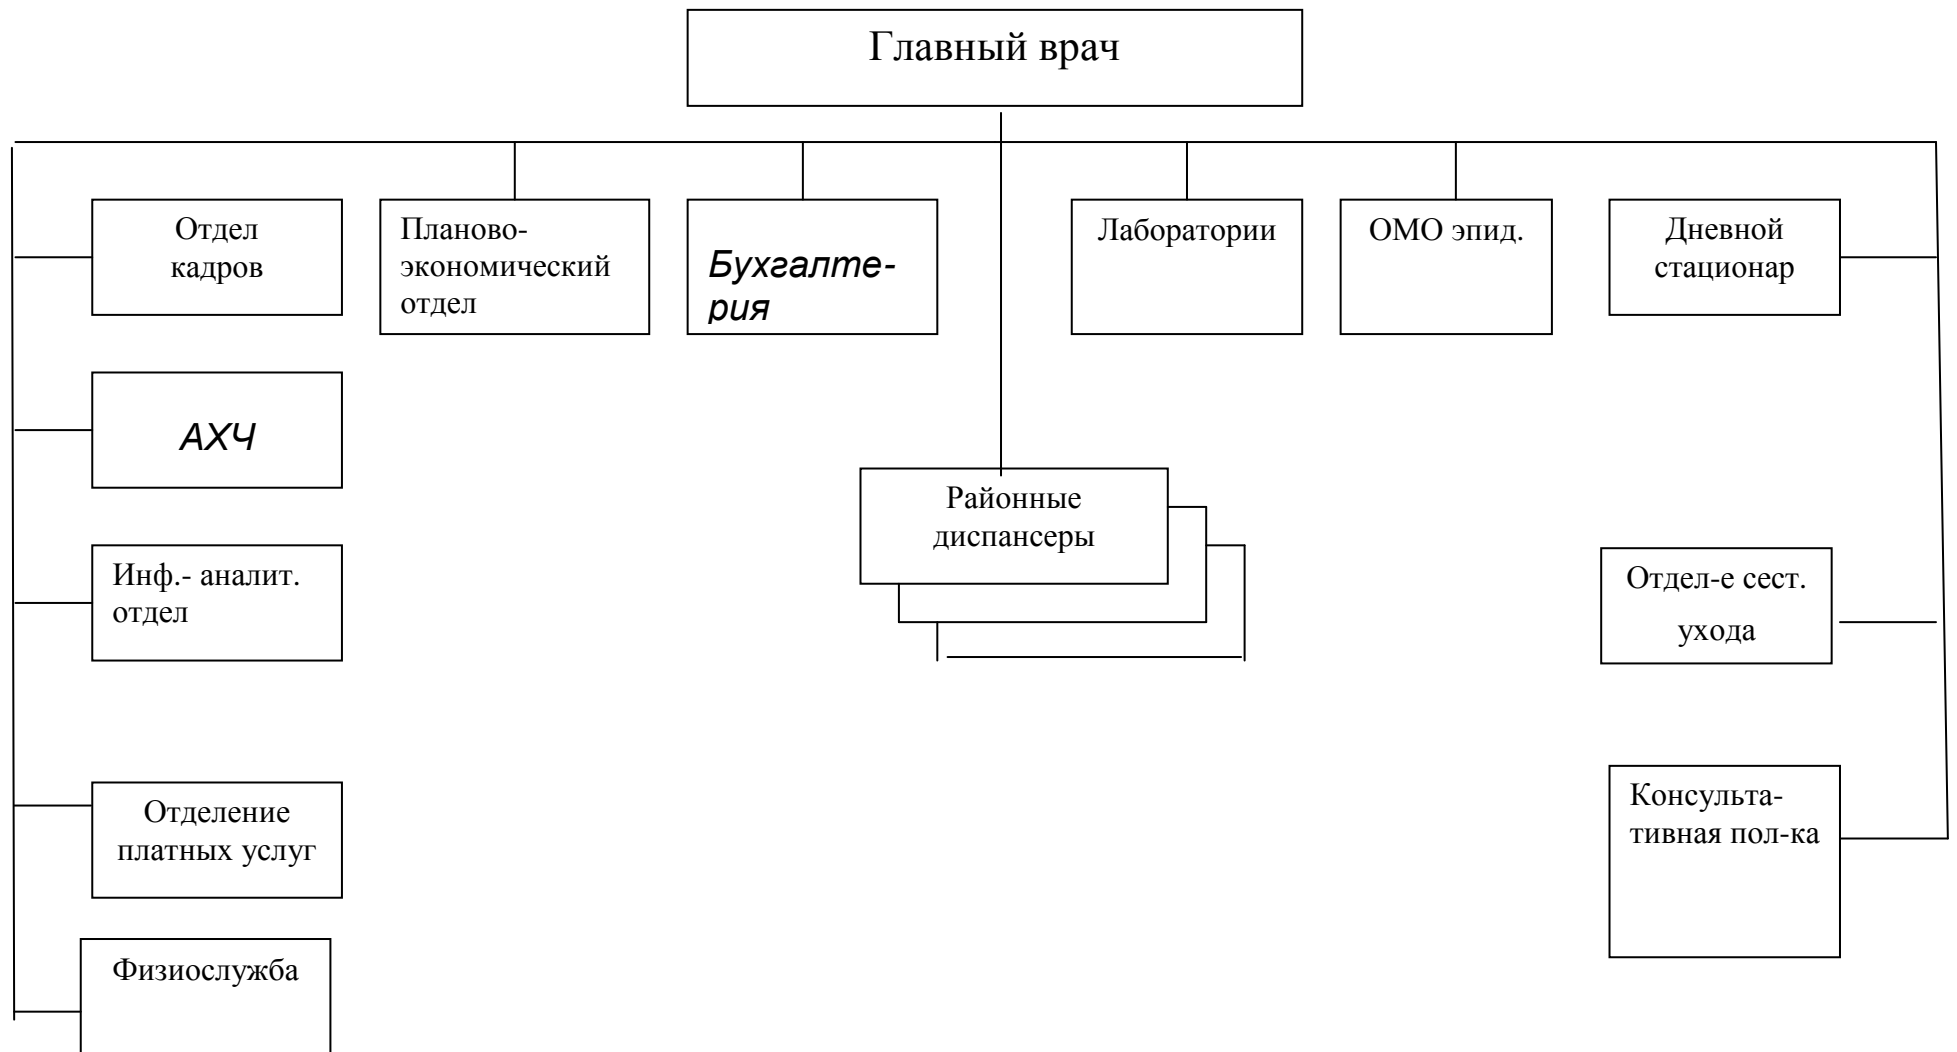 Главный врач
Отдел
кадров
Планово-
экономический
отдел
Бухгалте-
рия
Лаборатории
ОМО эпид.
Дневной
стационар
АХЧ
Районные
диспансеры
Инф.- аналит.
отдел
Отдел-е сест.
ухода
Отделение
платных услуг
Консульта-
тивная пол-ка
Физиослужба